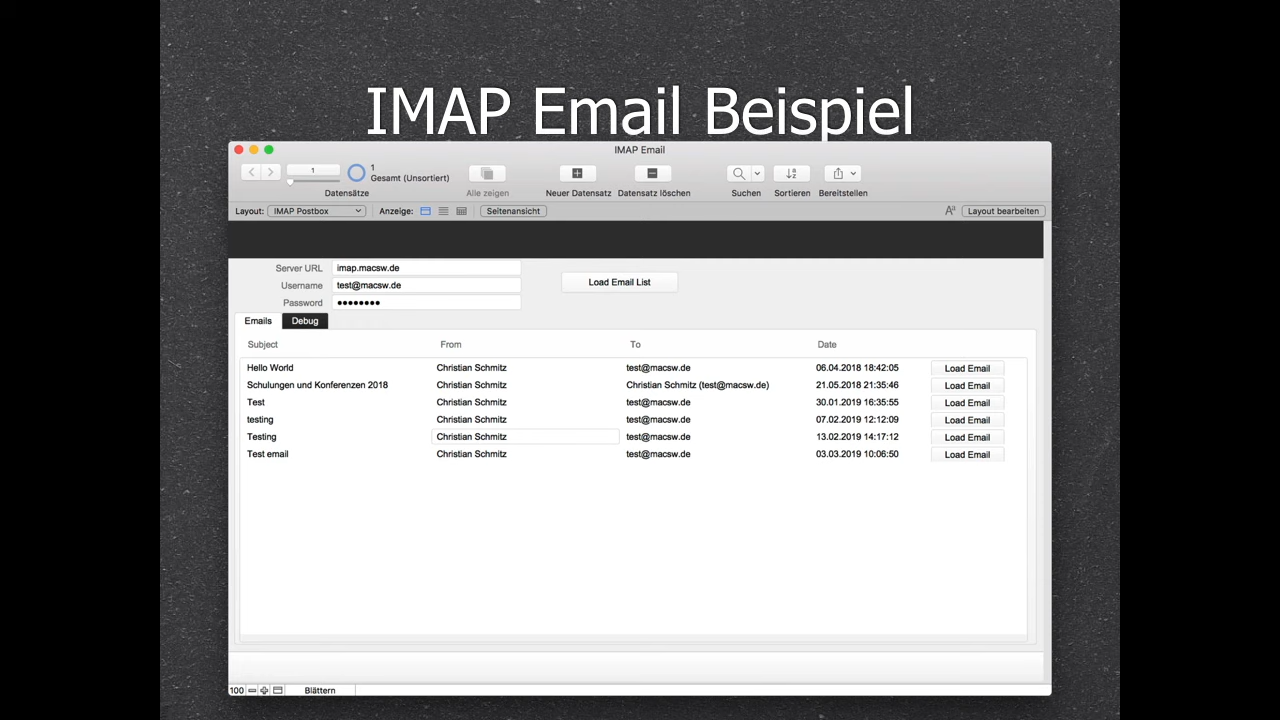 IMAP Email Beispiel
IMAP Email
1
1
Gesamt (Unsortiert)
Datensätze
Alle zeigen
Neuer Datensatz
Datensatz löschen
Suchen
Sortieren
Bereitstellen
Layout: IMAP Postbox Anzeige: Seitenansicht Layout bearbeiten
Server URL imap.macsw.de
Username test@macsw.de
Load Email List
Password ●●●●●●●●
Emails Debug
Subject From To Date
Hello World Christian Schmitz test@macsw.de 06.04.2018 18:42:05 Load Email
Schulungen und Konferenzen 2018 Christian Schmitz Christian Schmitz (test@macsw.de) 21.05.2018 21:35:46 Load Email
Test Christian Schmitz test@macsw.de 30.01.2019 16:35:55 Load Email
testing Christian Schmitz test@macsw.de 07.02.2019 12:12:09 Load Email
Testing Christian Schmitz test@macsw.de 13.02.2019 14:17:12 Load Email
Test email Christian Schmitz test@macsw.de 03.03.2019 10:06:50 Load Email
100 Blättern